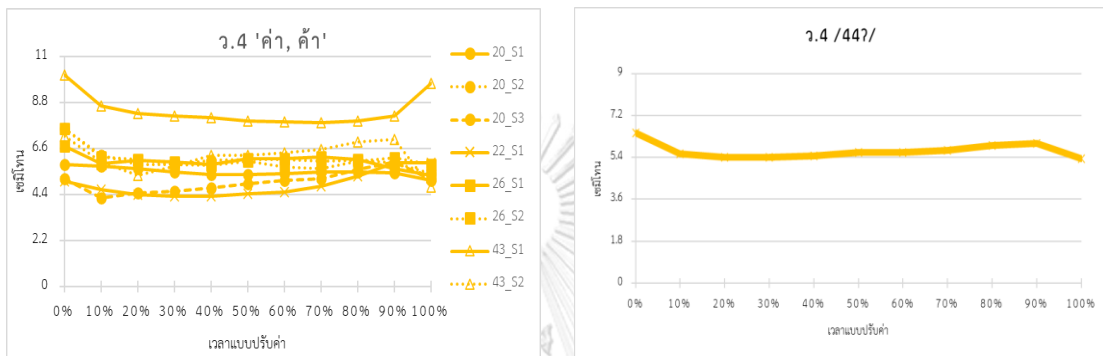 ว.4 'ค่า, ค้า'
11
8.8
6.6
4.4
2.2
0
เซมิโทน
0% 10% 20% 30% 40% 50% 60% 70% 80% 90% 100%
เวลาแบบปรับค่า
20_S1
20_S2
20_S3
22_S1
26_S1
26_S2
43_S1
43_S2
ว.4 /44ʔ/
9
7.2
5.4
3.6
1.8
0
เซมิโทน
0% 10% 20% 30% 40% 50% 60% 70% 80% 90% 100%
เวลาแบบปรับค่า